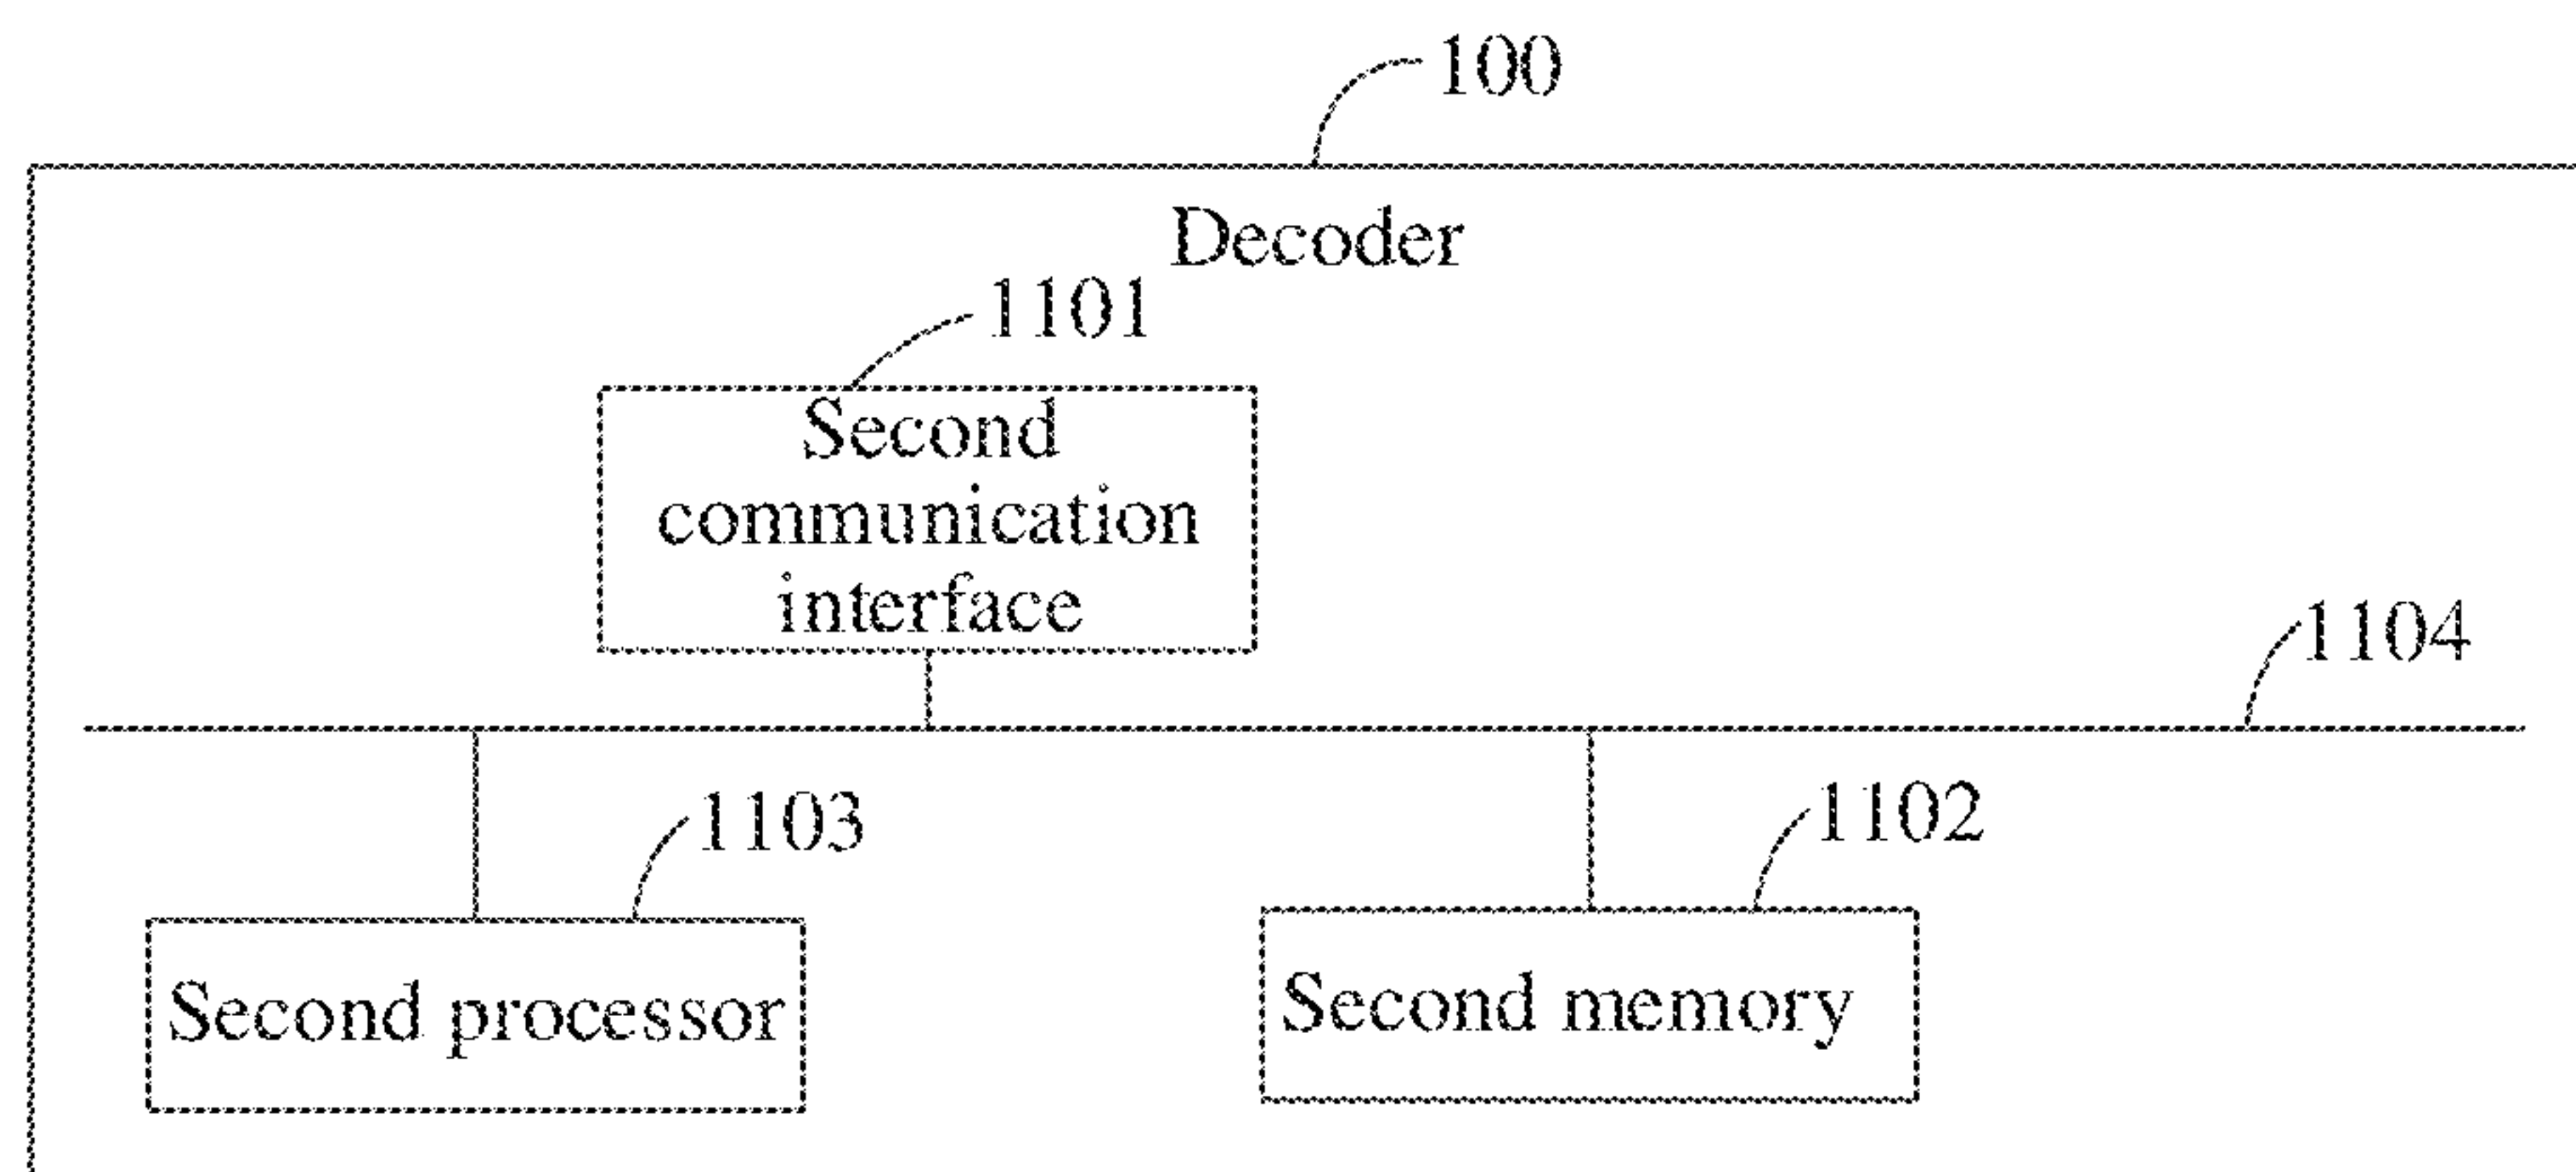 100
Decoder
1101
Second
communication
interface
1104
1103
1102
Second processor
Second memory